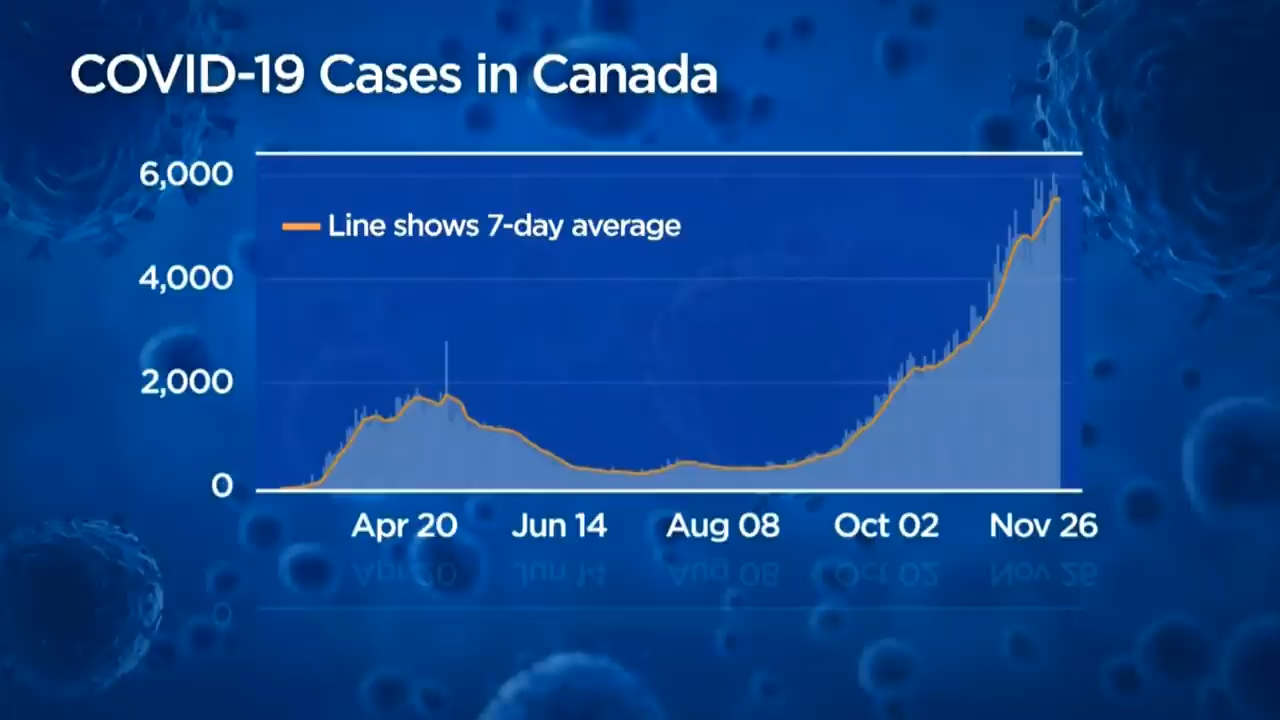 COVID-19 Cases in Canada
6,000
Line shows 7-day average
4,000
2,000
0
Apr 20 Jun 14 Aug 08 Oct 02 Nov 26